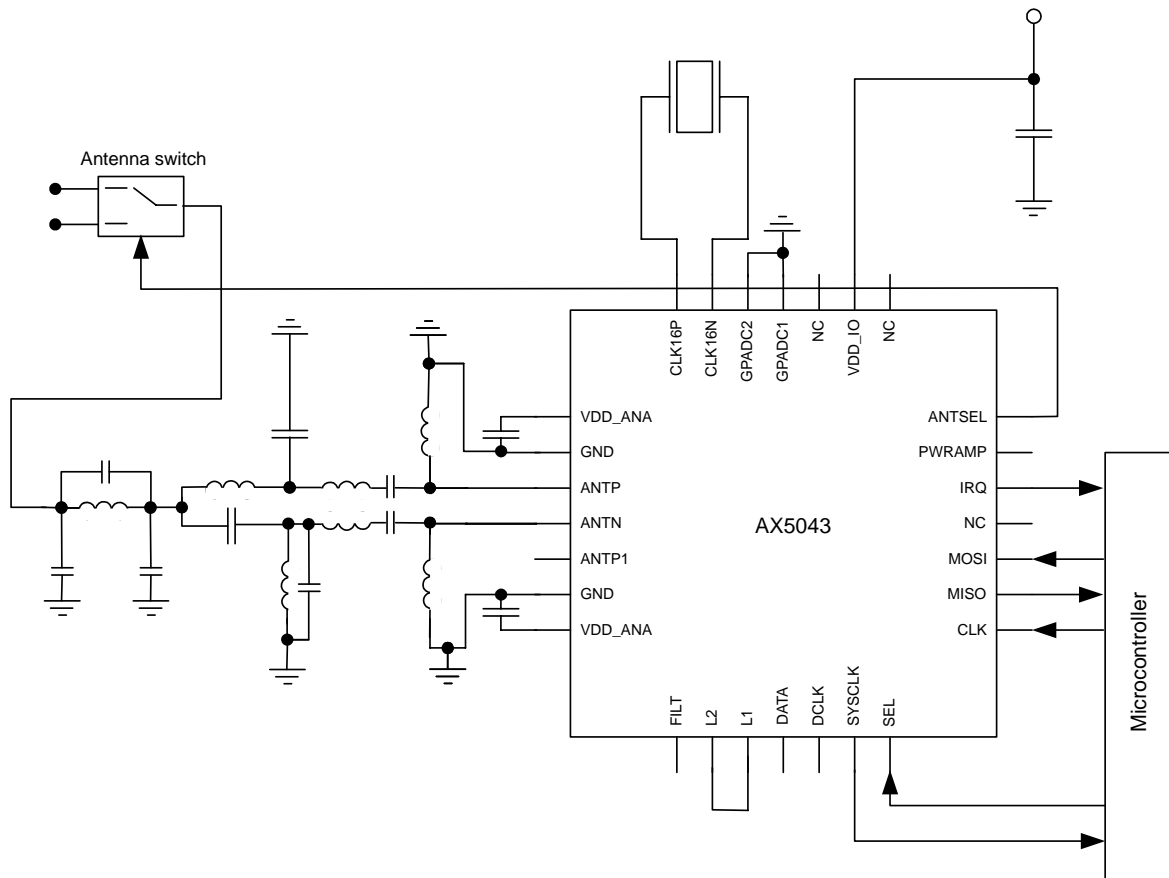 Antenna switch
CLK16P
CLK16N
GPADC2
GPADC1
NC
VDD_IO
NC
VDD_ANA
GND
ANTP
ANTN
ANTP1
GND
VDD_ANA
AX5043
ANTSEL
PWRAMP
IRQ
NC
MOSI
MISO
CLK
FILT
L2
L1
DATA
DCLK
SYSCLK
SEL
Microcontroller